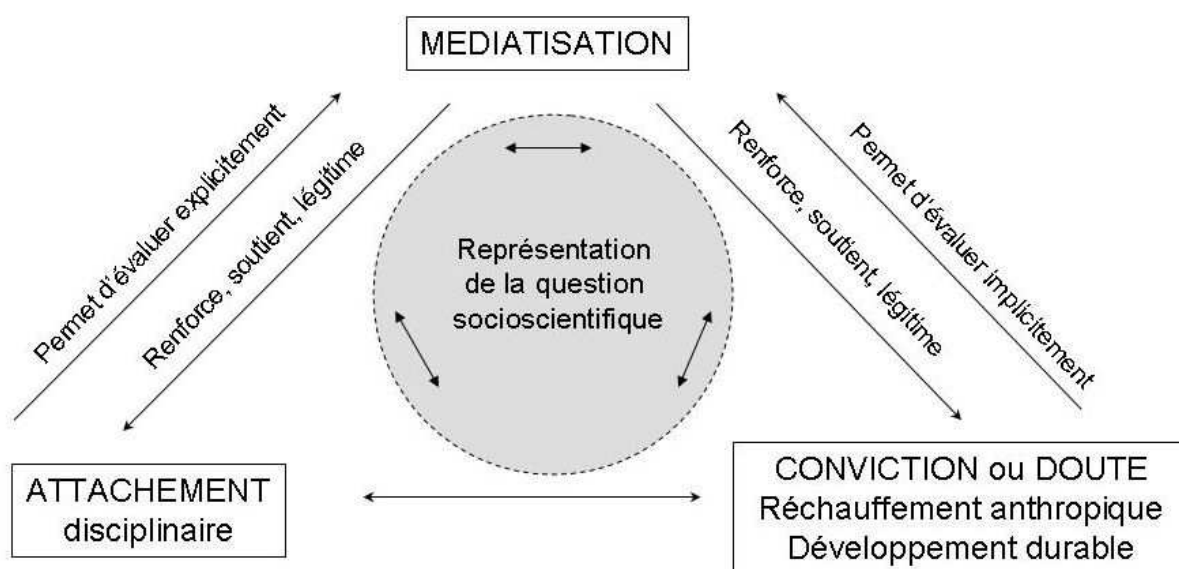 MEDIATISATION
Permet d'évaluer explicitement
Renforce, soutient, légitime
Représentation
de la question
socioscientifique
Renforce, soutient, légitime
Permet d'évaluer implicitement
ATTACHEMENT
disciplinaire
CONVICTION ou DOUTE
Réchauffement anthropique
Développement durable